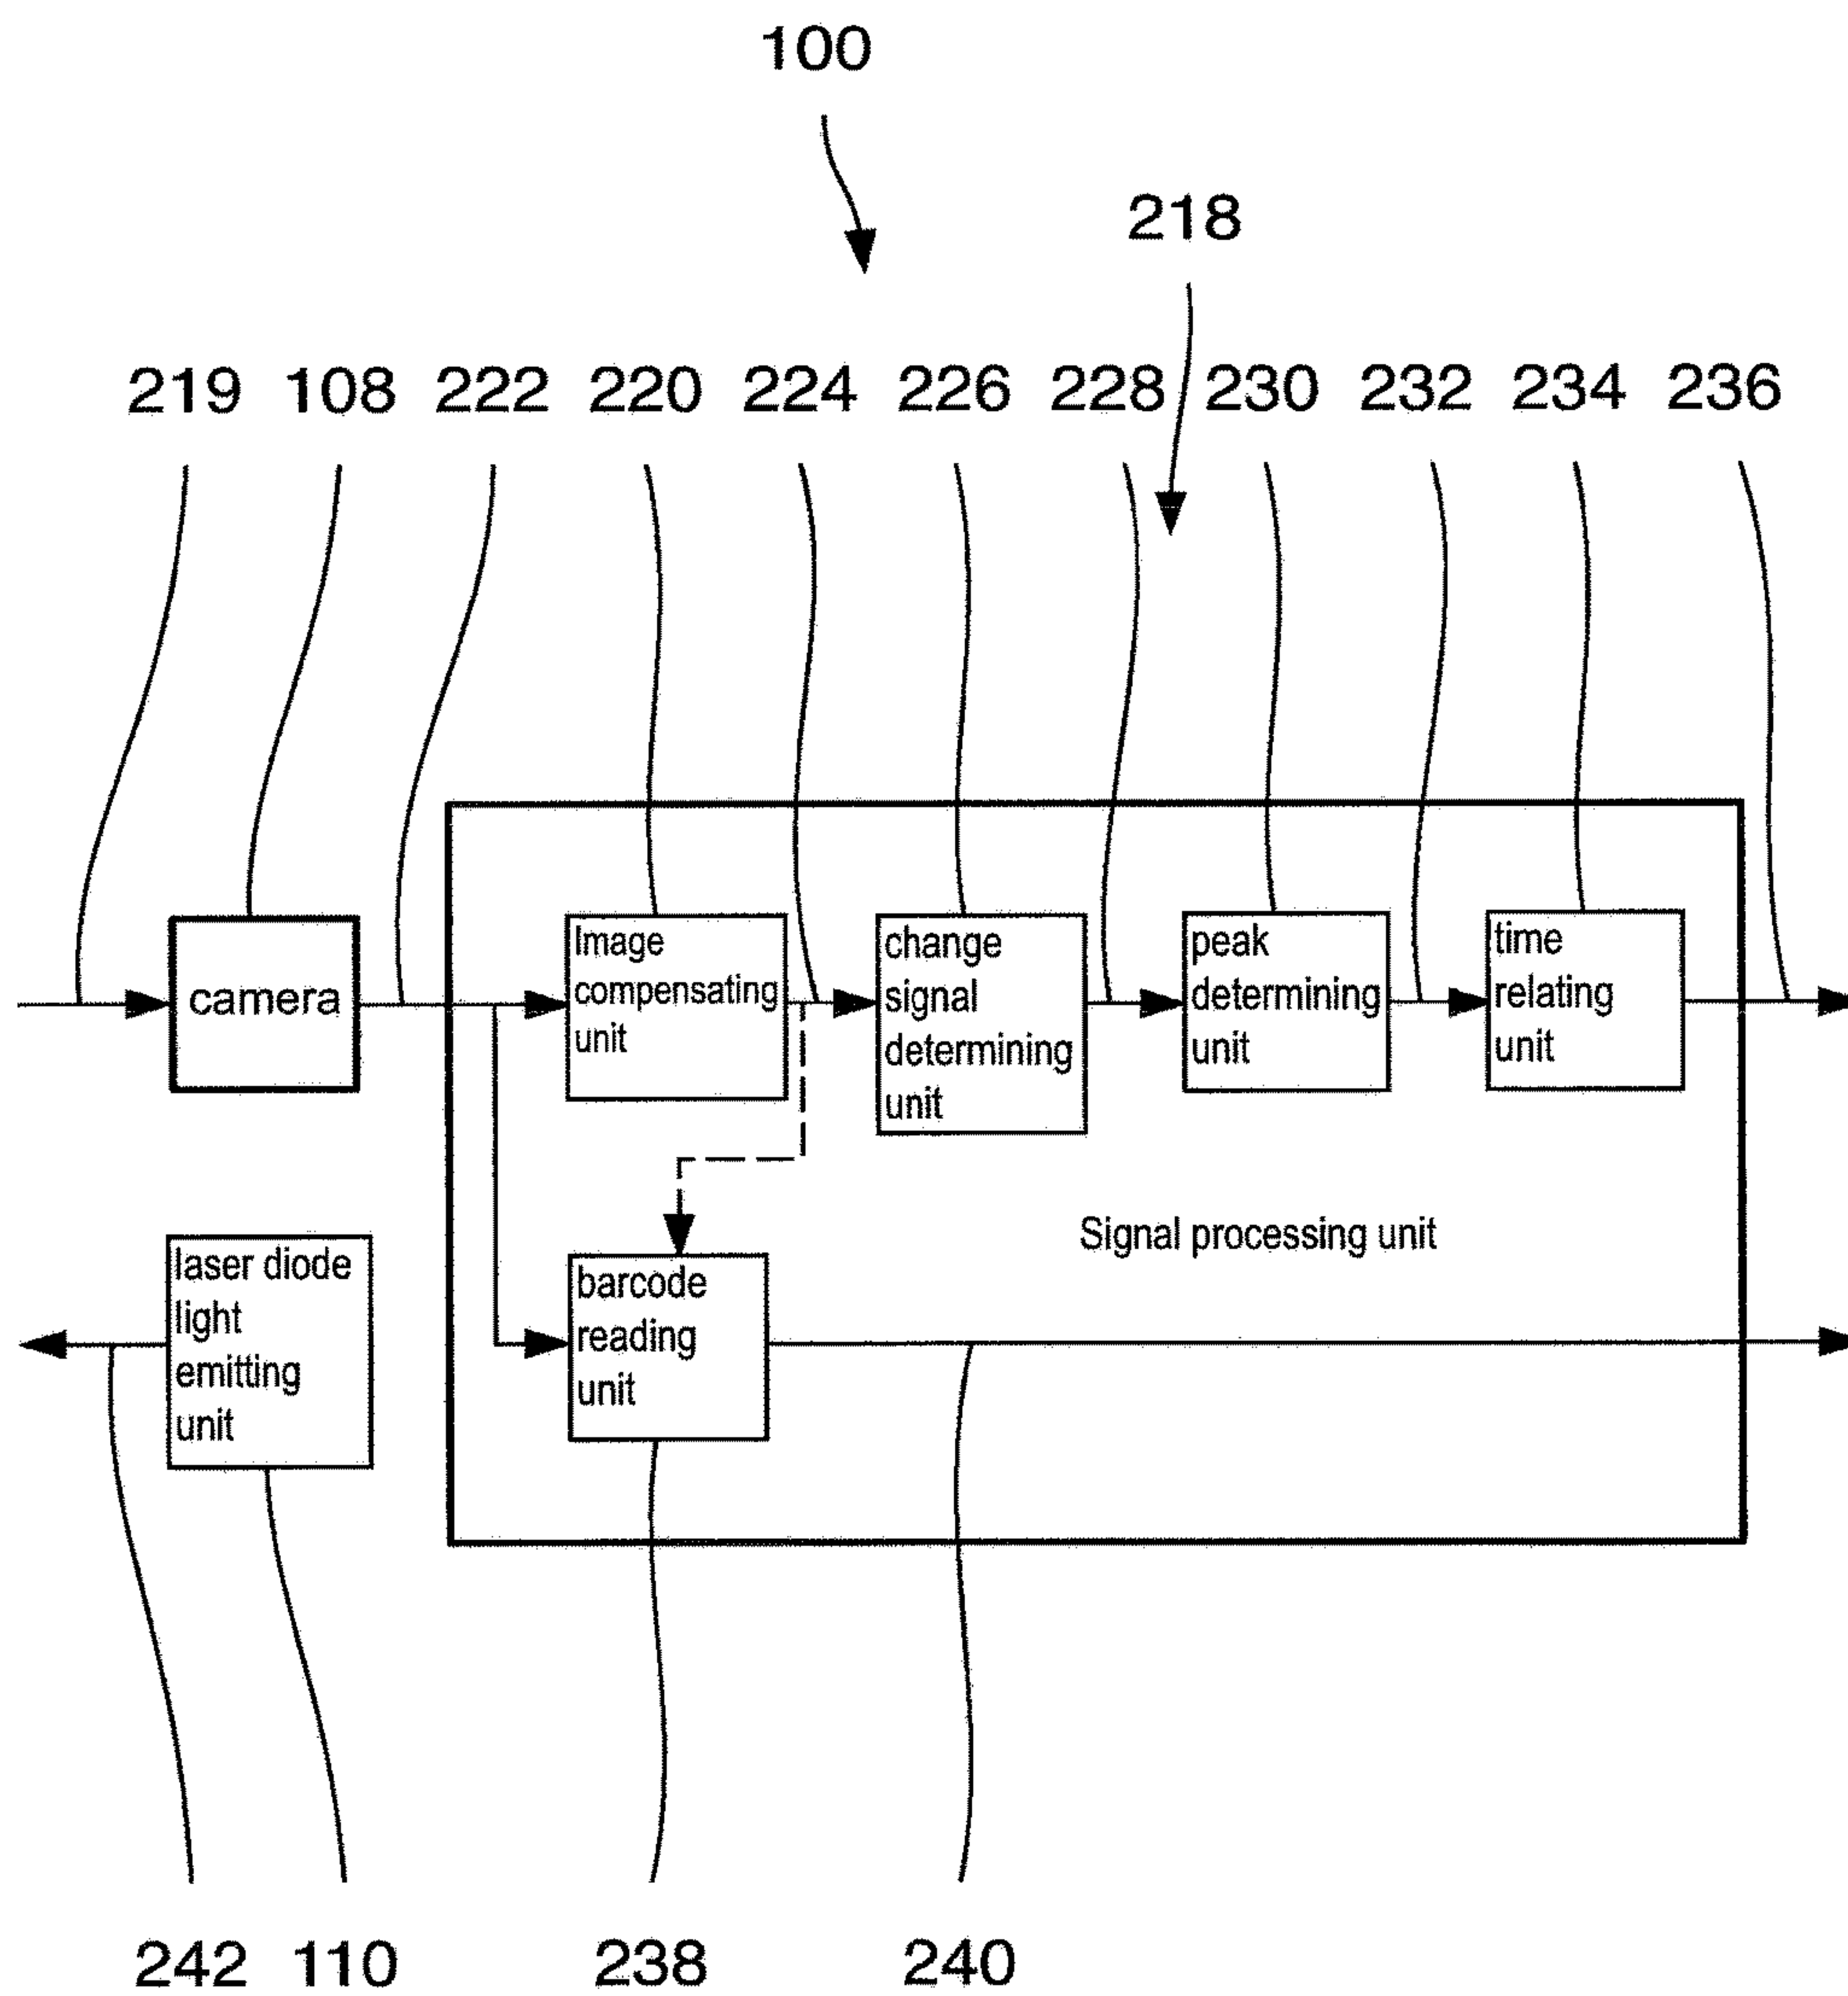 100
218
219 108 222 220 224 226 228 230 232 234 236
camera
Image
compensating
unit
change
signal
determining
unit
peak
determining
unit
time
relating
unit
Signal processing unit
laser diode
light
emitting
unit
barcode
reading
unit
242 110 238 240